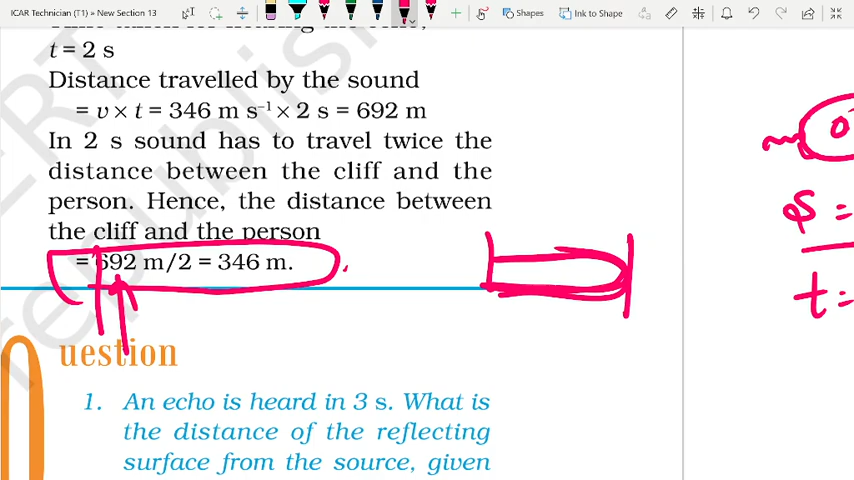 ICAR Technician (T1) » New Section 13
Shapes
Ink to Shape
t = 2 s
Distance travelled by the sound
= v × t = 346 m s⁻¹ × 2 s = 692 m
In 2 s sound has to travel twice the
distance between the cliff and the
person. Hence, the distance between
the cliff and the person
= 692 m/2 = 346 m.
uestion
1. An echo is heard in 3 s. What is
the distance of the reflecting
surface from the source, given
S =
t =